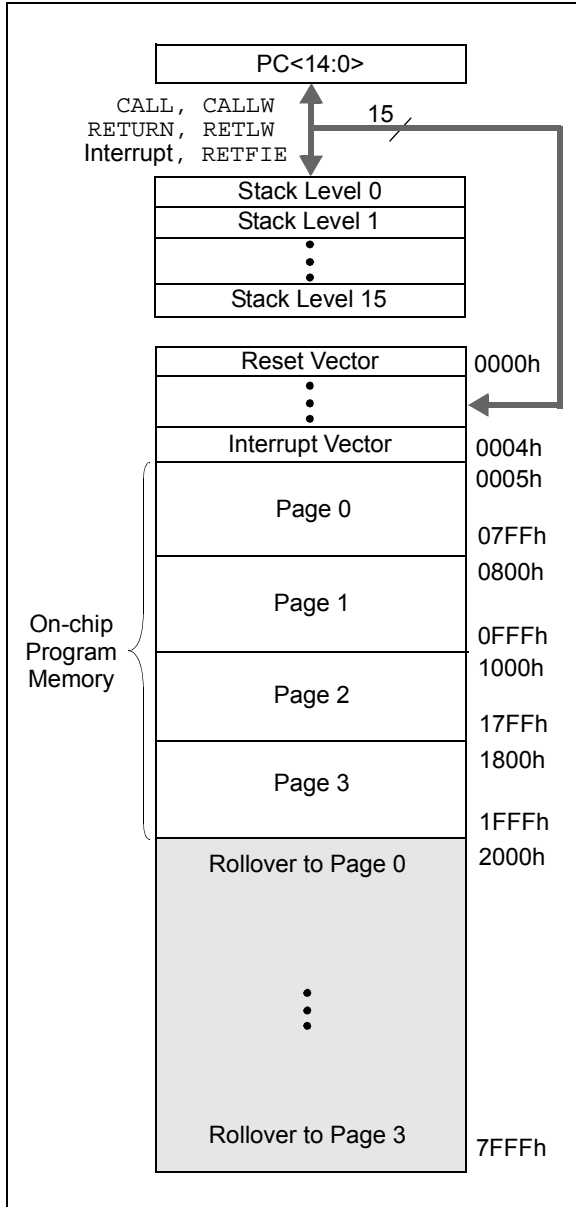 PC<14:0>
CALL, CALLW
RETURN, RETLW
Interrupt, RETFIE
15
Stack Level 0
Stack Level 1
Stack Level 15
Reset Vector
0000h
Interrupt Vector
0004h
On-chip
Program
Memory
Page 0
0005h
07FFh
Page 1
0800h
0FFFh
Page 2
1000h
17FFh
Page 3
1800h
1FFFh
Rollover to Page 0
2000h
Rollover to Page 3
7FFFh